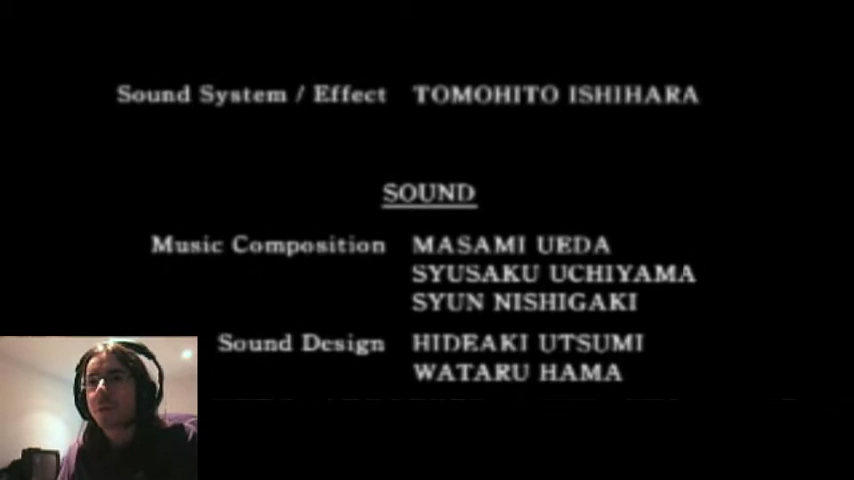 Sound System / Effect TOMOHITO ISHIHARA
SOUND
Music Composition MASAMI UEDA
SYUSAKU UCHIYAMA
SYUN NISHIGAKI
Sound Design HIDEAKI UTSUMI
WATARU HAMA